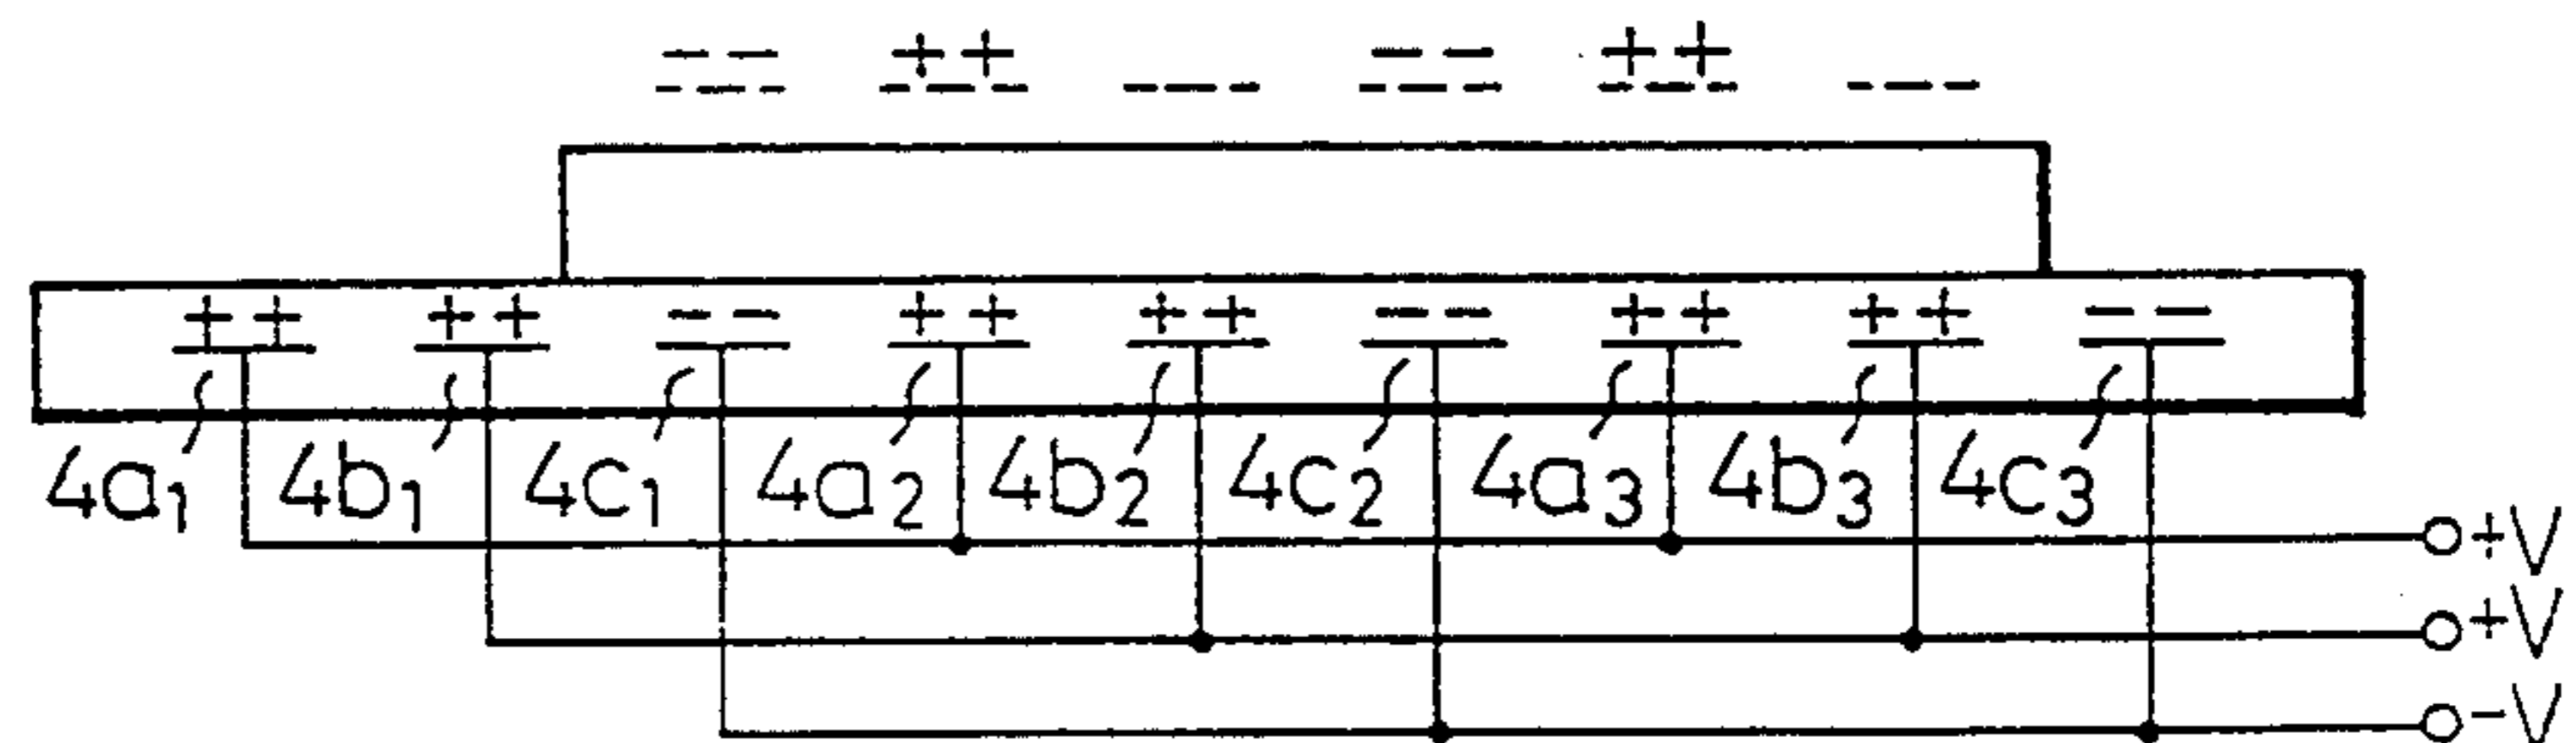 -- ++ -- ++
++ ++ -- ++ ++ -- ++ ++ --
4a₁ 4b₁ 4c₁ 4a₂ 4b₂ 4c₂ 4a₃ 4b₃ 4c₃
+V
+V
-V